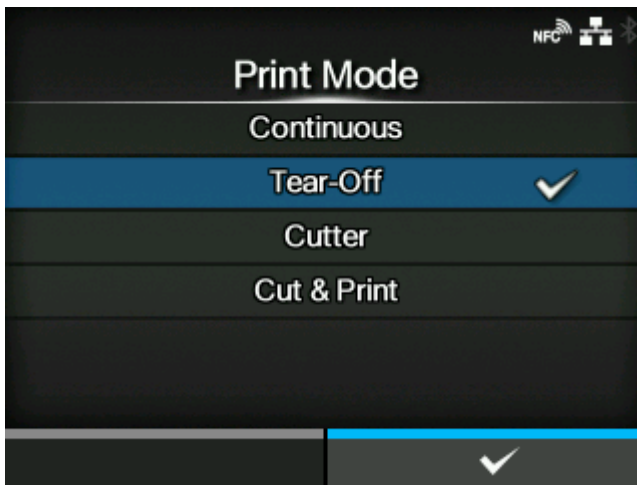 NFC
Print Mode
Continuous
Tear-Off
Cutter
Cut & Print